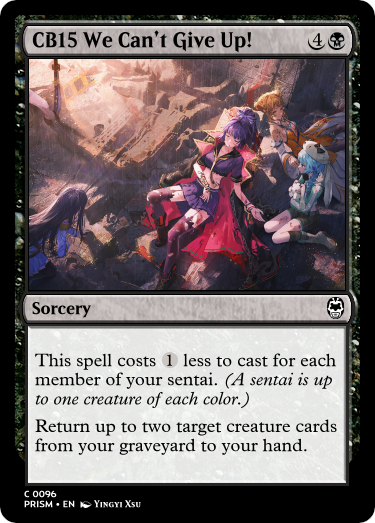 CB15 We Can't Give Up! 4
Sorcery
This spell costs 1 less to cast for each
member of your sentai. (A sentai is up
to one creature of each color.)
Return up to two target creature cards
from your graveyard to your hand.
C 0096
PRISM • EN Yingyi Xsu